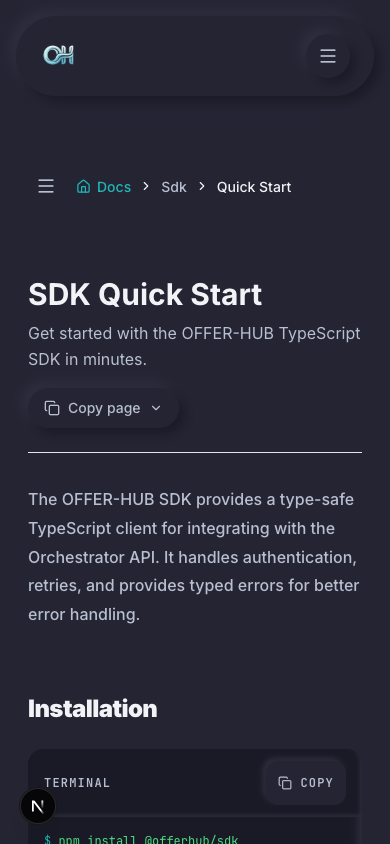 OH
Docs > Sdk > Quick Start
SDK Quick Start
Get started with the OFFER-HUB TypeScript
SDK in minutes.
Copy page
The OFFER-HUB SDK provides a type-safe
TypeScript client for integrating with the
Orchestrator API. It handles authentication,
retries, and provides typed errors for better
error handling.
Installation
TERMINAL
COPY
N
$ npm install @offerhub/sdk